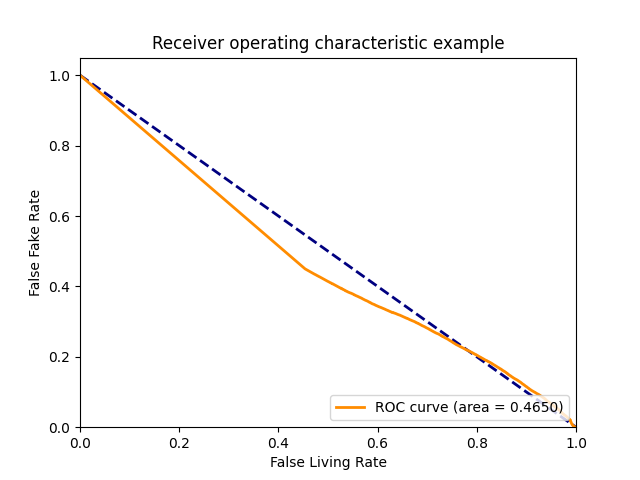 Receiver operating characteristic example
1.0
0.8
0.6
0.4
0.2
0.0
False Fake Rate
ROC curve (area = 0.4650)
0.0 0.2 0.4 0.6 0.8 1.0
False Living Rate